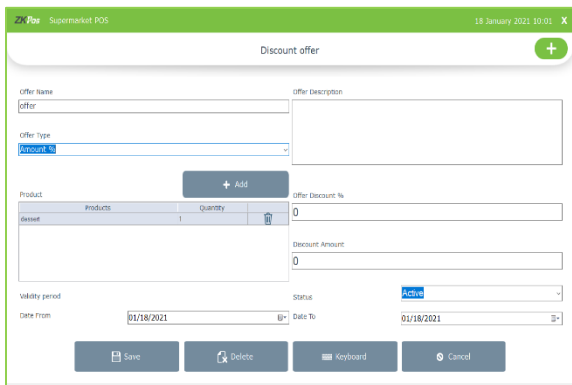 ZKPos Supermarket POS 18 January 2021 10:01 X
Discount offer
+
Offer Name
offer
Offer Description
Offer Type
Amount %
+ Add
Product
Products Quantity
dessert 1
Offer Discount %
0
Discount Amount
0
Validity period
Status
Active
Date From
01/18/2021
Date To
01/18/2021
Save
Delete
Keyboard
Cancel